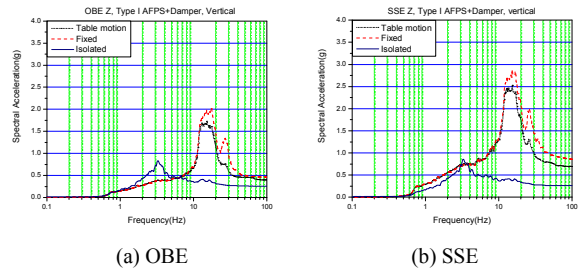 OBE Z, Type I AFPS+Damper, Vertical
4.0
3.5
3.0
2.5
2.0
1.5
1.0
0.5
0.0
Spectral Acceleration(g)
Table motion
Fixed
Isolated
0.1 1 10 100
Frequency(Hz)
(a) OBE
SSE Z, Type I AFPS+Damper, vertical
4.0
3.5
3.0
2.5
2.0
1.5
1.0
0.5
0.0
Spectral Acceleration(g)
Table motion
Fixed
Isolated
0.1 1 10 100
Frequency(Hz)
(b) SSE